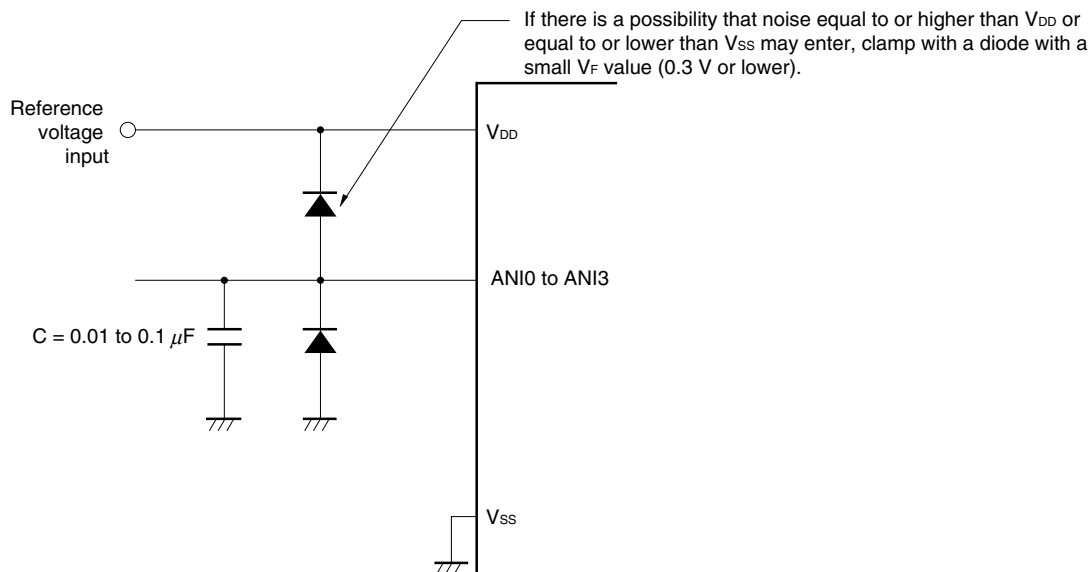 If there is a possibility that noise equal to or higher than VDD or
equal to or lower than VSS may enter, clamp with a diode with a
small VF value (0.3 V or lower).
Reference
voltage
input
VDD
ANI0 to ANI3
C = 0.01 to 0.1 μF
VSS